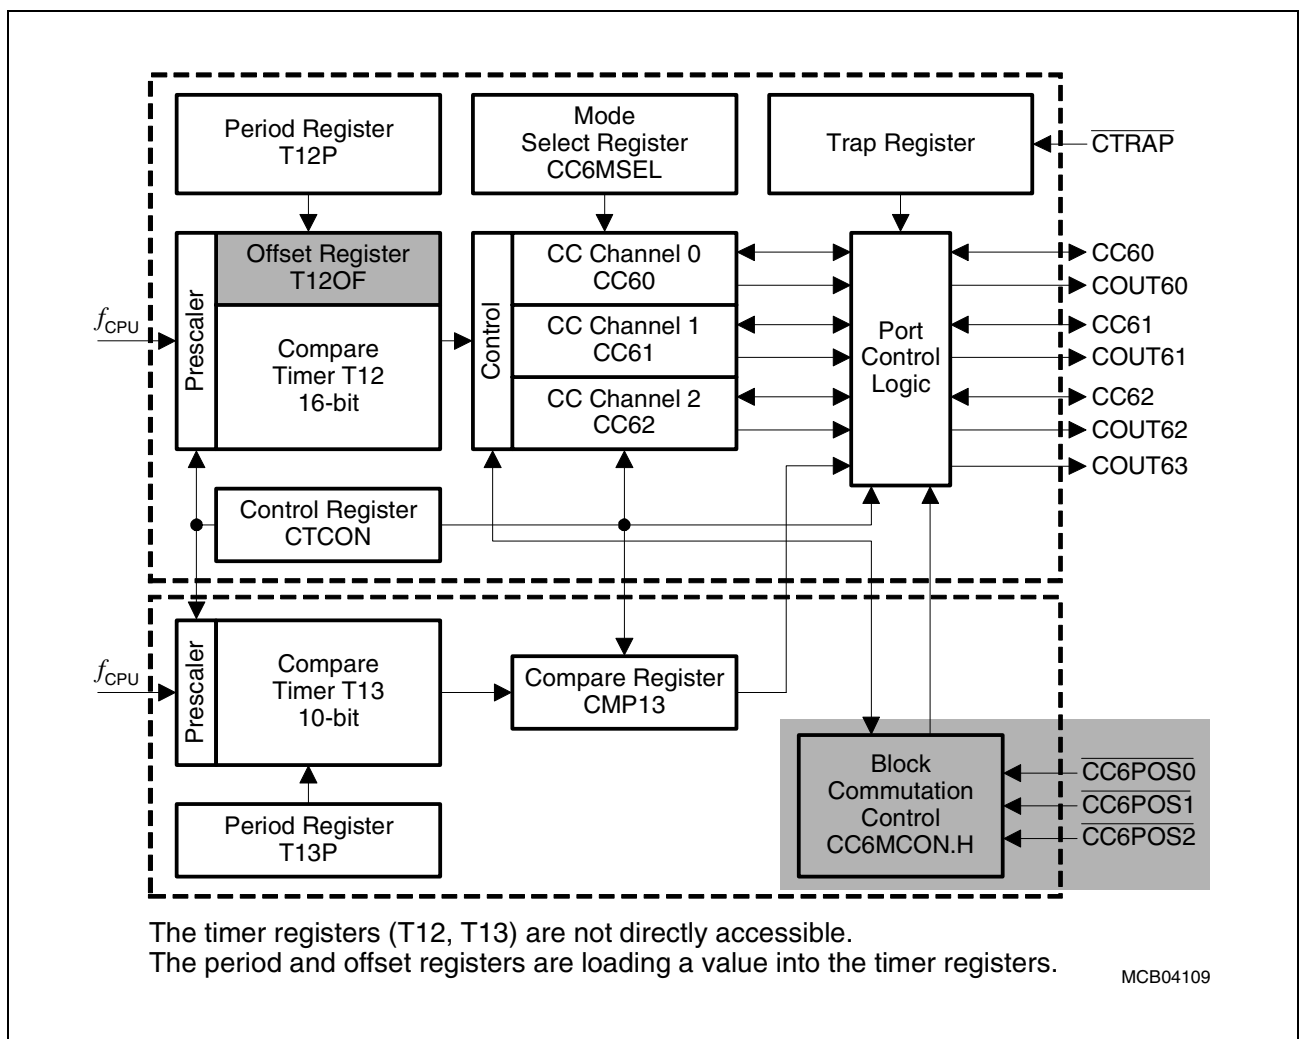 Period Register
T12P
Mode
Select Register
CC6MSEL
Trap Register
CTRAP
Prescaler
Offset Register
T12OF
Compare
Timer T12
16-bit
fCPU
Control
CC Channel 0
CC60
CC Channel 1
CC61
CC Channel 2
CC62
Port
Control
Logic
CC60
COUT60
CC61
COUT61
CC62
COUT62
COUT63
Control Register
CTCON
fCPU
Prescaler
Compare
Timer T13
10-bit
Compare Register
CMP13
Period Register
T13P
Block
Commutation
Control
CC6MCON.H
CC6POS0
CC6POS1
CC6POS2
The timer registers (T12, T13) are not directly accessible.
The period and offset registers are loading a value into the timer registers.
MCB04109